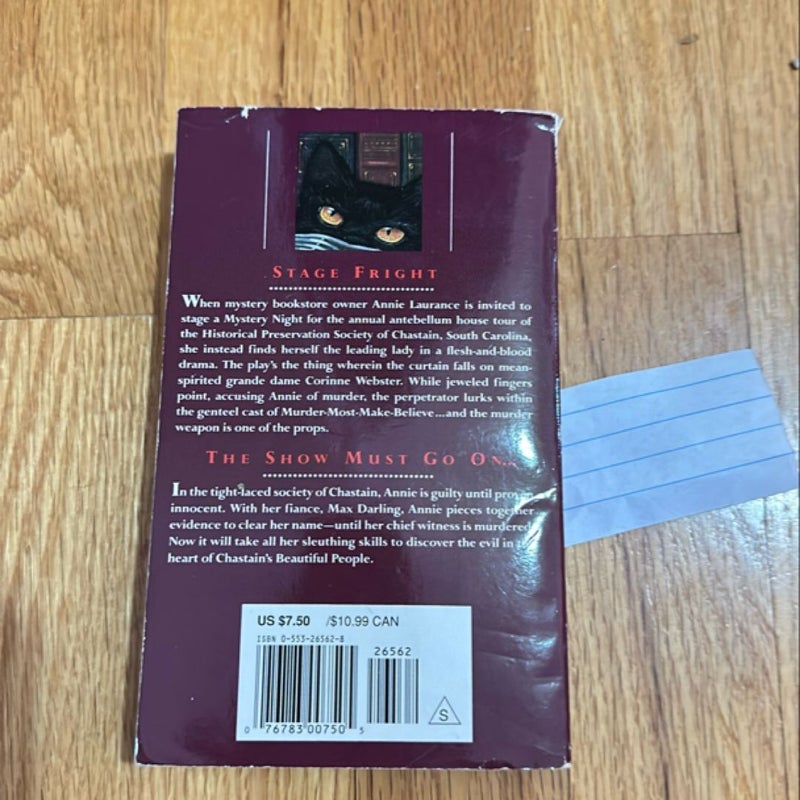 STAGE FRIGHT
When mystery bookstore owner Annie Laurance is invited to
stage a Mystery Night for the annual antebellum house tour of
the Historical Preservation Society of Chastain, South Carolina,
she instead finds herself the leading lady in a flesh-and-blood
drama. The play's the thing wherein the curtain falls on mean-
spirited grande dame Corinne Webster. While jeweled fingers
point, accusing Annie of murder, the perpetrator lurks within
the genteel cast of Murder-Most-Make-Believe...and the murder
weapon is one of the props.
THE SHOW MUST GO ON...
In the tight-laced society of Chastain, Annie is guilty until proven
innocent. With her fiance, Max Darling, Annie pieces together
evidence to clear her name—until her chief witness is murdered.
Now it will take all her sleuthing skills to discover the evil in the
heart of Chastain's Beautiful People.
US $7.50 /$10.99 CAN
ISBN 0-553-26562-8
26562
0 76783 00750 5
S